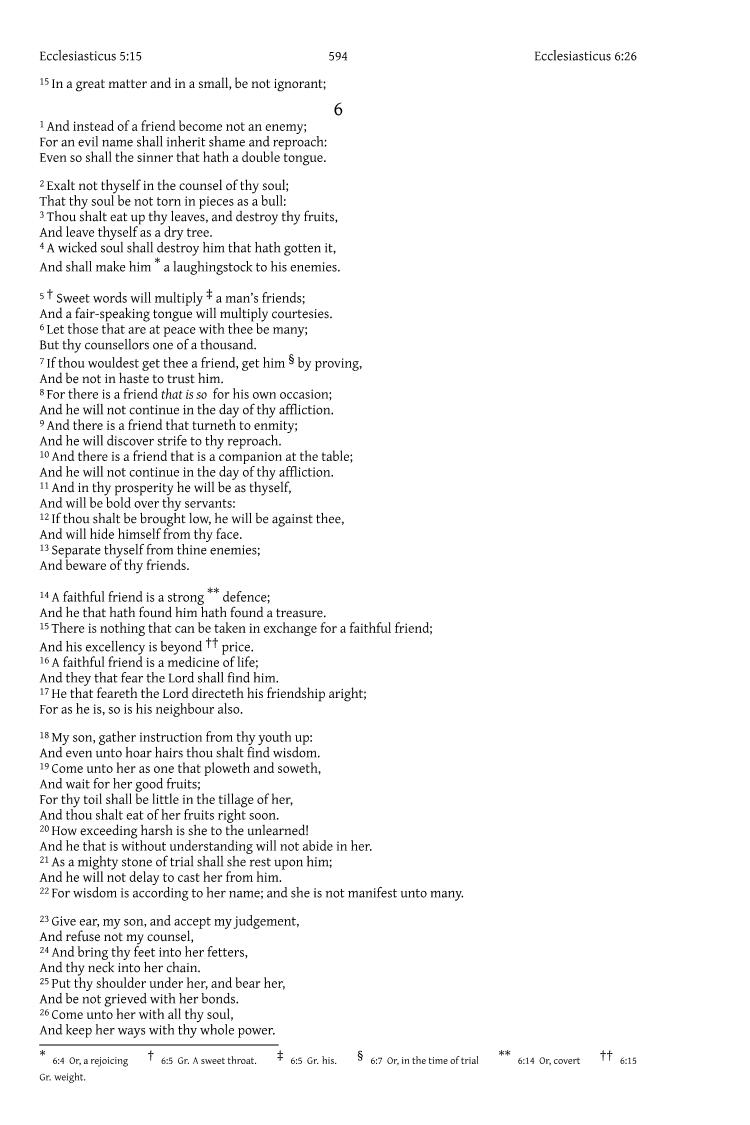 Ecclesiasticus 5:15 594 Ecclesiasticus 6:26
15 In a great matter and in a small, be not ignorant;
6
1 And instead of a friend become not an enemy;
For an evil name shall inherit shame and reproach:
Even so shall the sinner that hath a double tongue.
2 Exalt not thyself in the counsel of thy soul;
That thy soul be not torn in pieces as a bull:
3 Thou shalt eat up thy leaves, and destroy thy fruits,
And leave thyself as a dry tree.
4 A wicked soul shall destroy him that hath gotten it,
And shall make him * a laughingstock to his enemies.
5 † Sweet words will multiply ‡ a man’s friends;
And a fair-speaking tongue will multiply courtesies.
6 Let those that are at peace with thee be many;
But thy counsellors one of a thousand.
7 If thou wouldest get thee a friend, get him § by proving,
And be not in haste to trust him.
8 For there is a friend that is so for his own occasion;
And he will not continue in the day of thy affliction.
9 And there is a friend that turneth to enmity;
And he will discover strife to thy reproach.
10 And there is a friend that is a companion at the table;
And he will not continue in the day of thy affliction.
11 And in thy prosperity he will be as thyself,
And will be bold over thy servants:
12 If thou shalt be brought low, he will be against thee,
And will hide himself from thy face.
13 Separate thyself from thine enemies;
And beware of thy friends.
14 A faithful friend is a strong ** defence;
And he that hath found him hath found a treasure.
15 There is nothing that can be taken in exchange for a faithful friend;
And his excellency is beyond †† price.
16 A faithful friend is a medicine of life;
And they that fear the Lord shall find him.
17 He that feareth the Lord directeth his friendship aright;
For as he is, so is his neighbour also.
18 My son, gather instruction from thy youth up:
And even unto hoar hairs thou shalt find wisdom.
19 Come unto her as one that ploweth and soweth,
And wait for her good fruits;
For thy toil shall be little in the tillage of her,
And thou shalt eat of her fruits right soon.
20 How exceeding harsh is she to the unlearned!
And he that is without understanding will not abide in her.
21 As a mighty stone of trial shall she rest upon him;
And he will not delay to cast her from him.
22 For wisdom is according to her name; and she is not manifest unto many.
23 Give ear, my son, and accept my judgement,
And refuse not my counsel,
24 And bring thy feet into her fetters,
And thy neck into her chain.
25 Put thy shoulder under her, and bear her,
And be not grieved with her bonds.
26 Come unto her with all thy soul,
And keep her ways with thy whole power.
* 6:4 Or, a rejoicing † 6:5 Gr. A sweet throat. ‡ 6:5 Gr. his. § 6:7 Or, in the time of trial ** 6:14 Or, covert †† 6:15
Gr. weight.